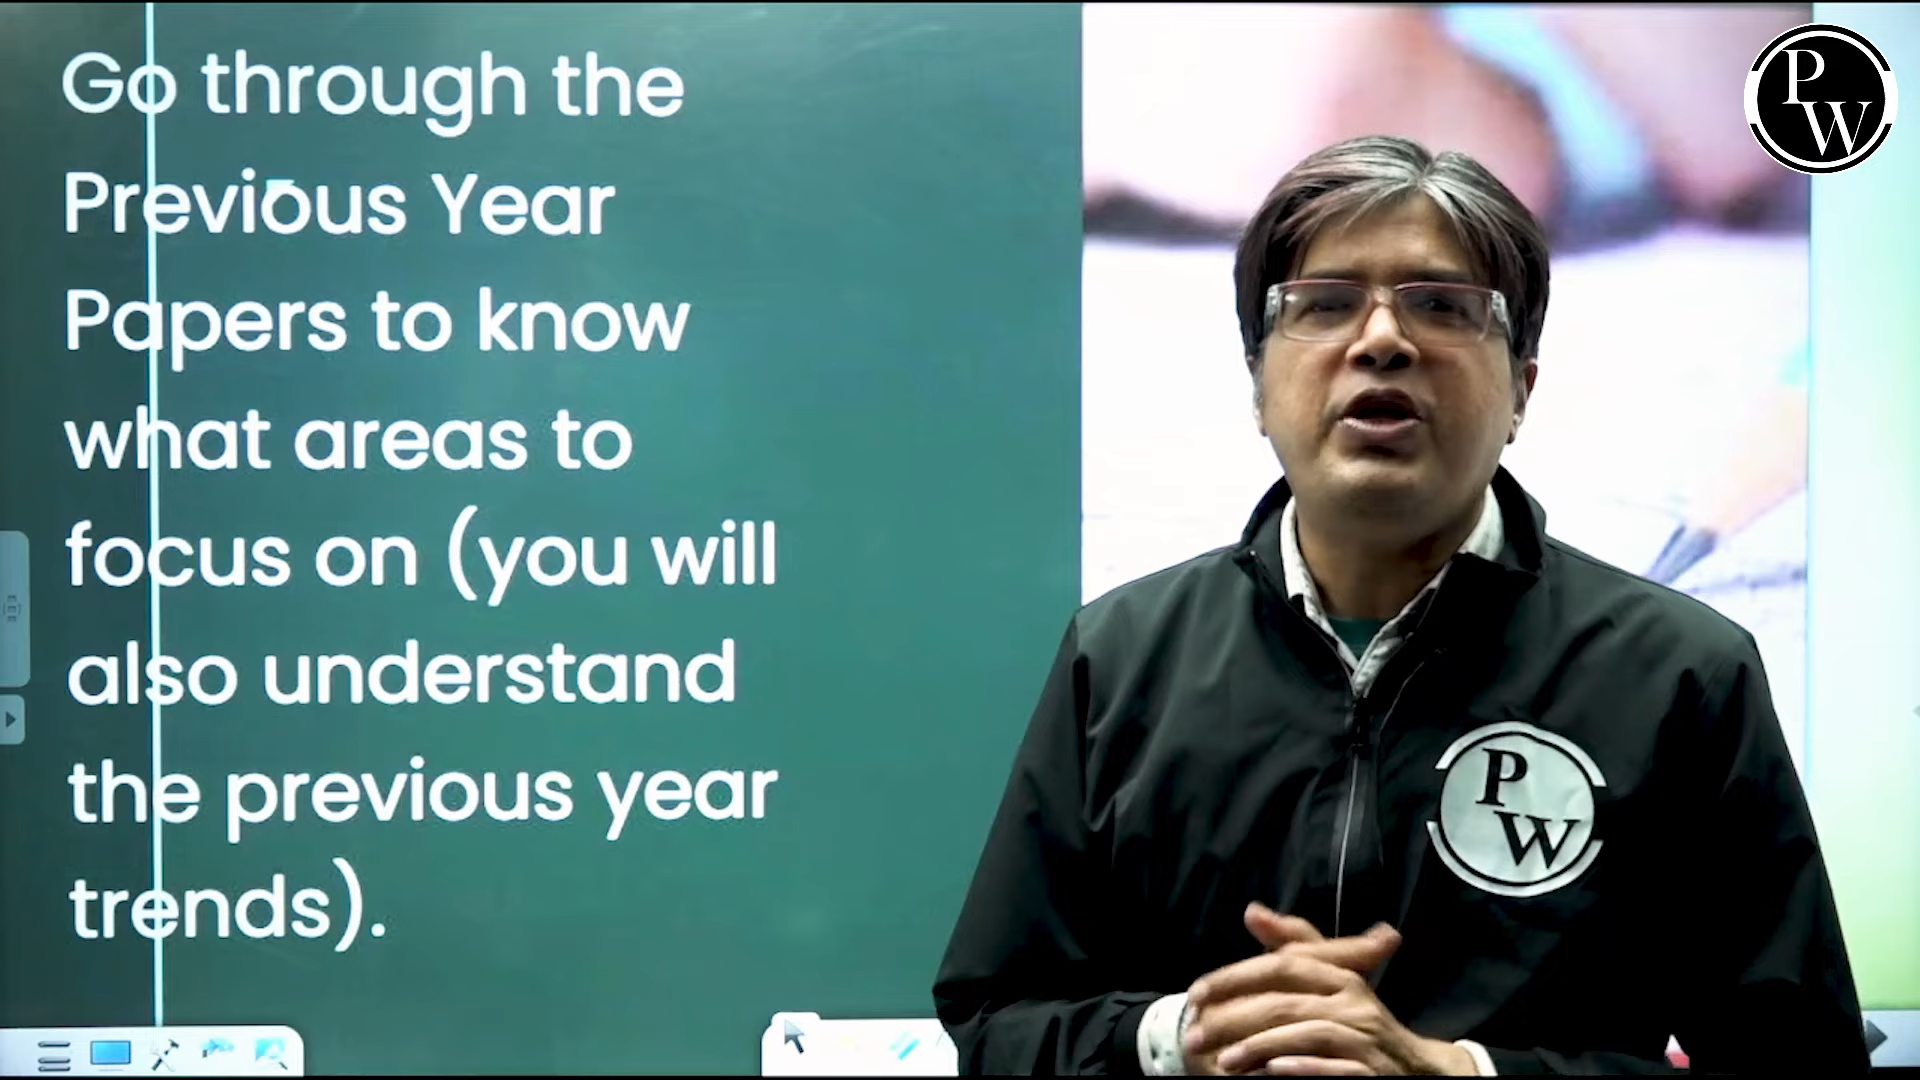 Go through the
Previous Year
Papers to know
what areas to
focus on (you will
also understand
the previous year
trends).
P
W
P
W